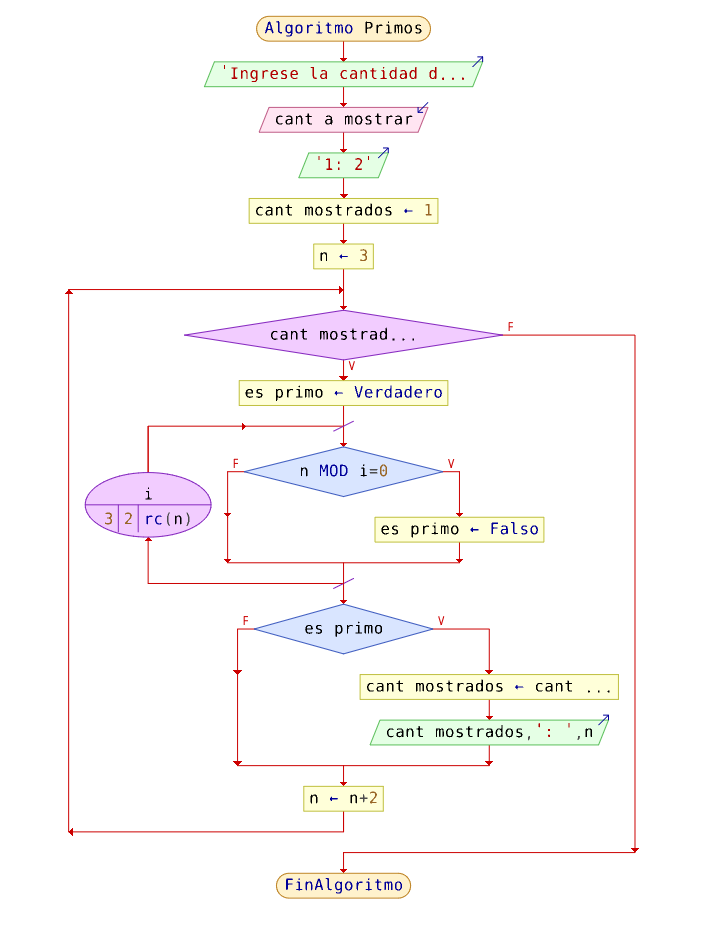 Algoritmo Primos
'Ingrese la cantidad d...
cant a mostrar
'1: 2'
cant mostrados ← 1
n ← 3
cant mostrad...
F
V
es primo ← Verdadero
F
n MOD i=0
V
i
3 2 rc(n)
es primo ← Falso
F
es primo
V
cant mostrados ← cant ...
cant mostrados,': ',n
n ← n+2
FinAlgoritmo